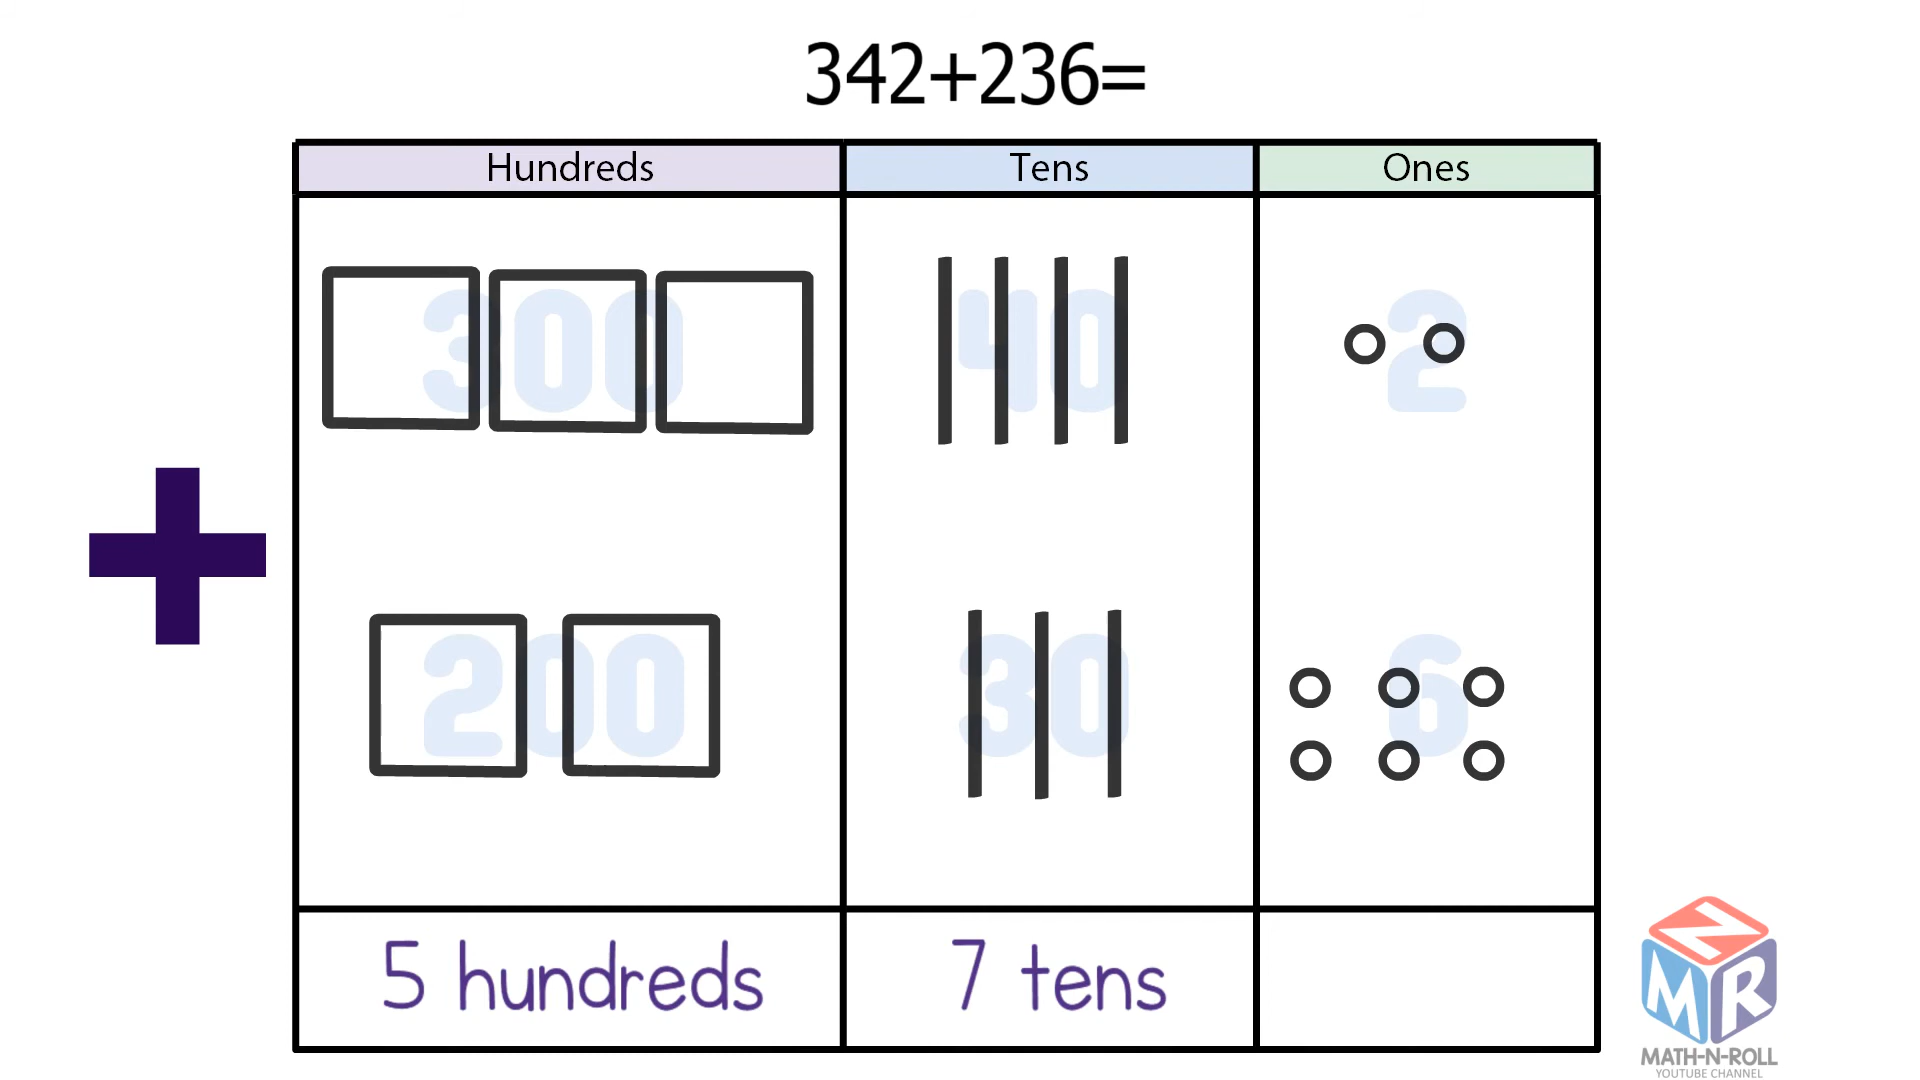 342+236=
Hundreds Tens Ones
300 40 2
200 30 6
5 hundreds 7 tens
N
M R
MATH-N-ROLL
YOUTUBE CHANNEL